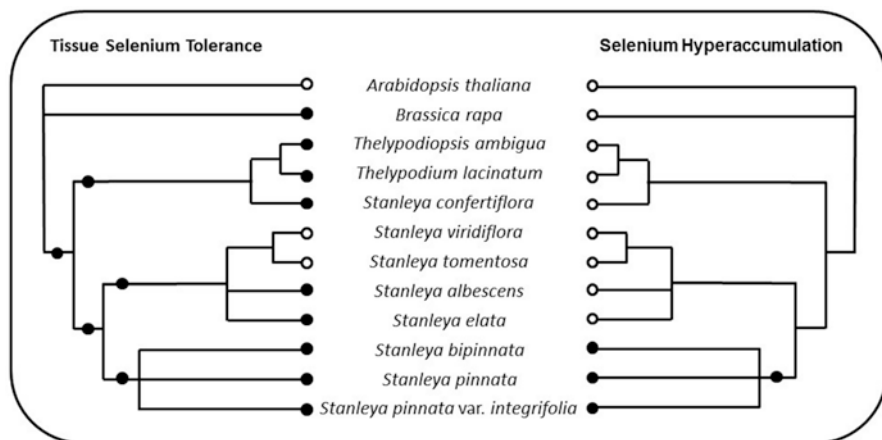 Tissue Selenium Tolerance
Selenium Hyperaccumulation
Arabidopsis thaliana
Brassica rapa
Thelypodiopsis ambigua
Thelypodium lacinatum
Stanleya confertiflora
Stanleya viridiflora
Stanleya tomentosa
Stanleya albescens
Stanleya elata
Stanleya bipinnata
Stanleya pinnata
Stanleya pinnata var. integrifolia